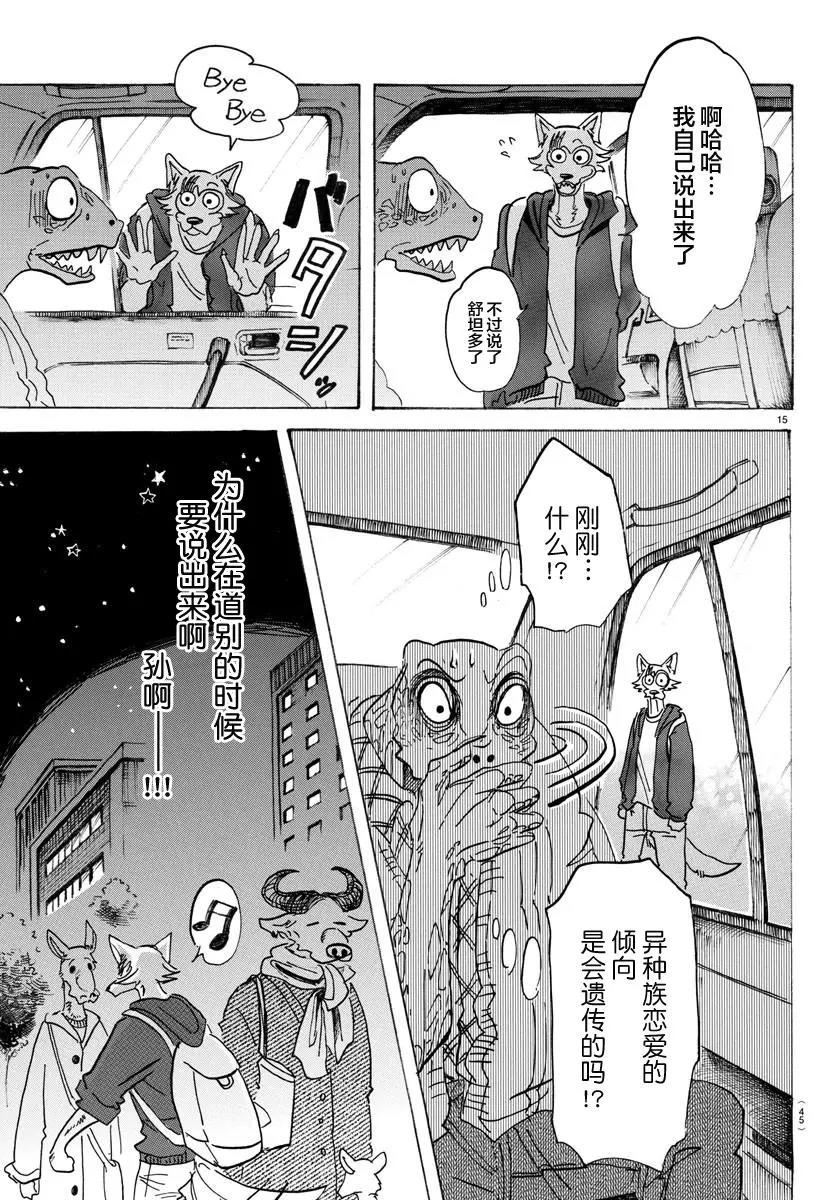 啊哈哈…
我自己说出来了
不过说了
舒坦多了
Bye
Bye
バタン
15
刚刚…
什么!?
异种族恋爱的
倾向
是会遗传的吗!?
为什么在道别的时候
要说出来啊
孙啊——!!!
(45)